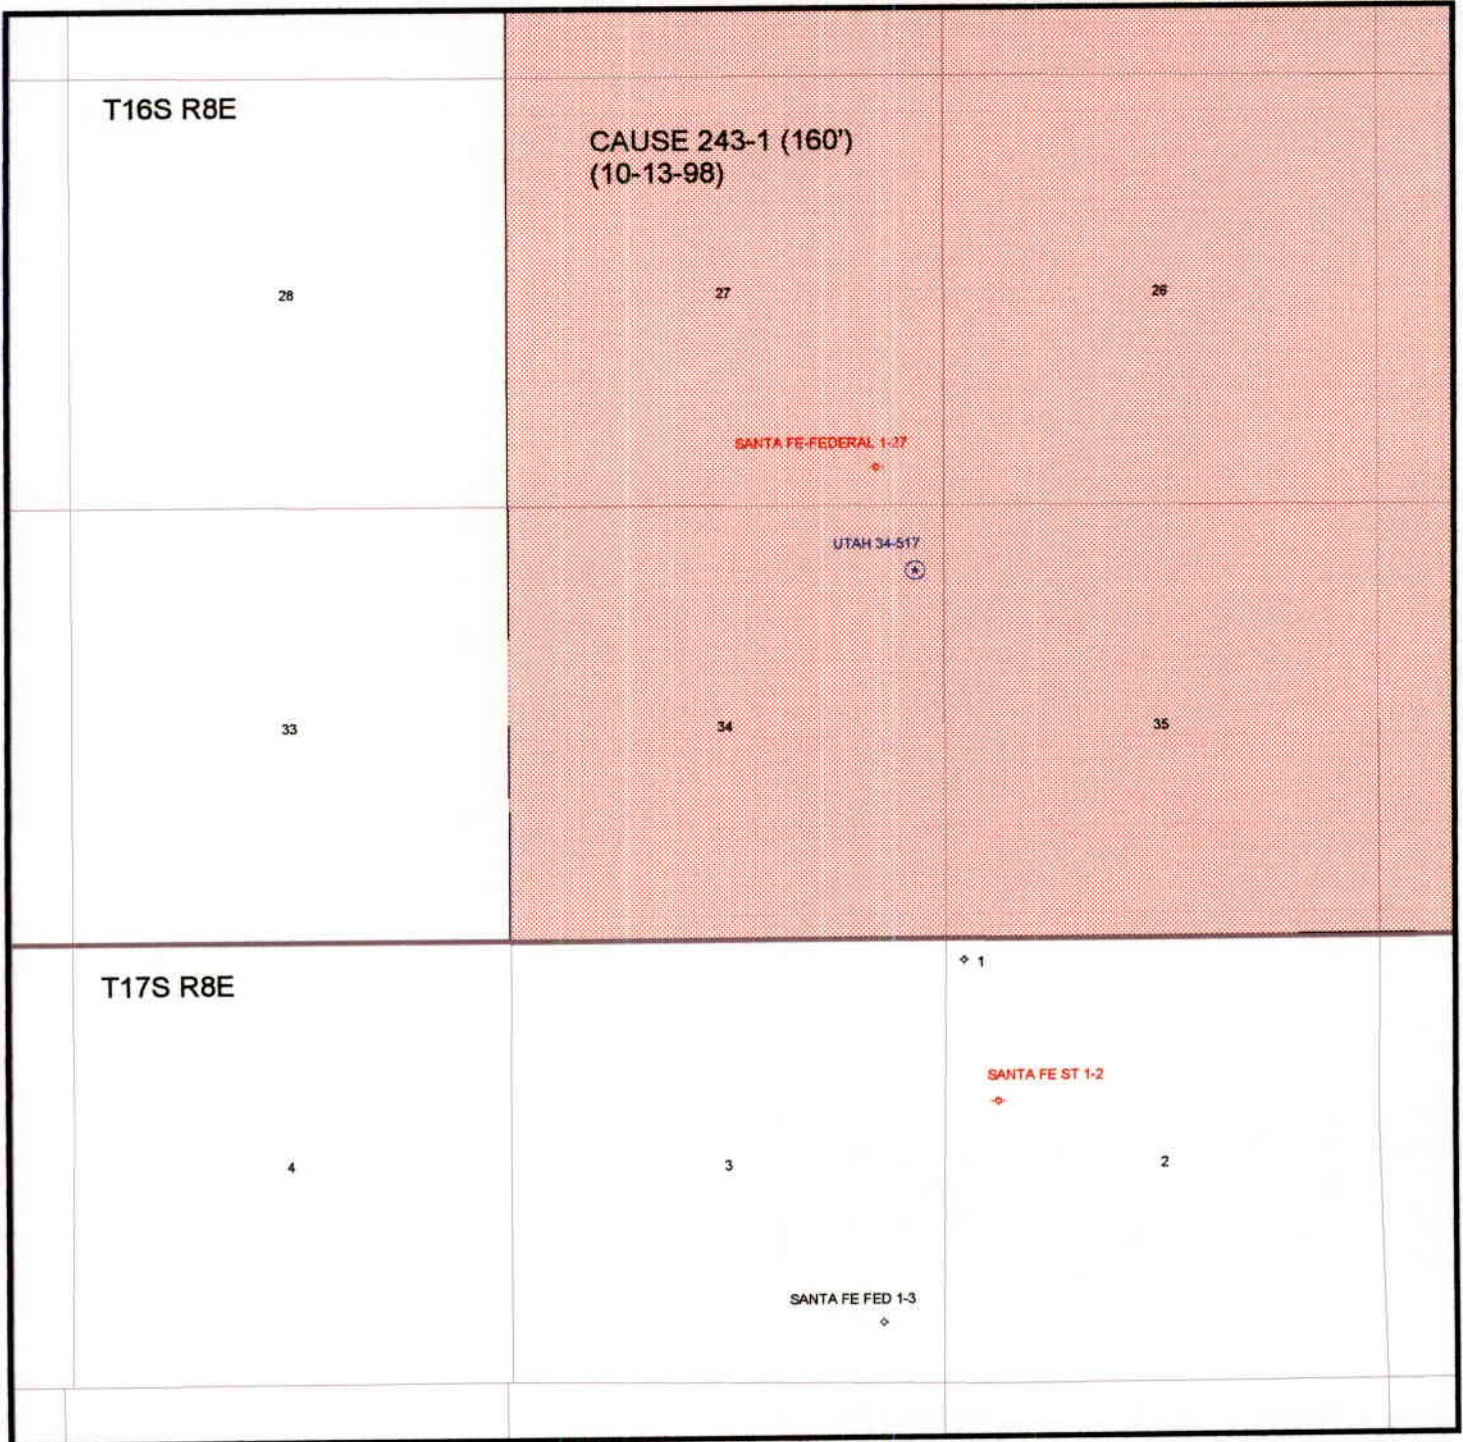 T16S R8E
CAUSE 243-1 (160')
(10-13-98)
28
27
26
SANTA FE-FEDERAL 1-27
UTAH 34-517
33
34
35
T17S R8E
1
SANTA FE ST 1-2
4
3
2
SANTA FE FED 1-3